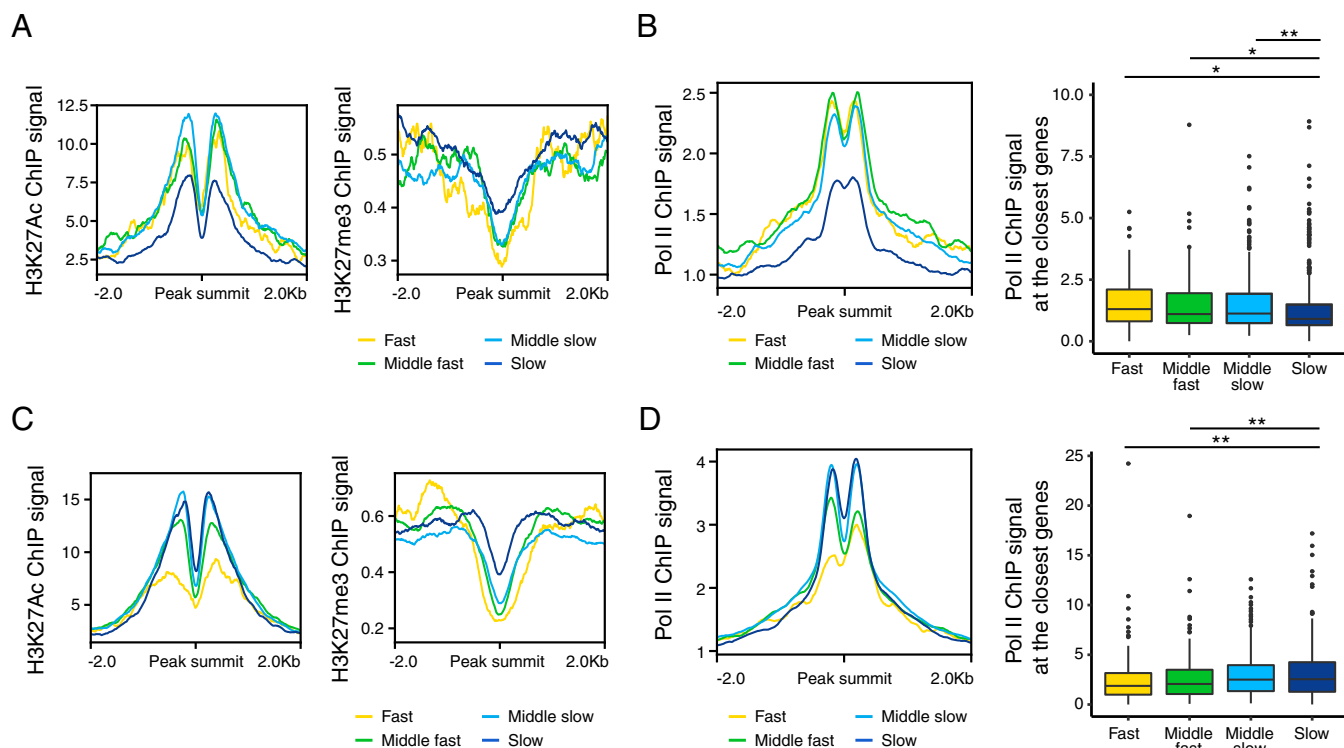 A
H3K27Ac ChIP signal
12.5
10.0
7.5
5.0
2.5
-2.0 Peak summit 2.0Kb
H3K27me3 ChIP signal
0.5
0.4
0.3
-2.0 Peak summit 2.0Kb
Fast
Middle slow
Middle fast
Slow
B
Pol II ChIP signal
2.5
2.0
1.5
1.0
-2.0 Peak summit 2.0Kb
Fast
Middle slow
Middle fast
Slow
Pol II ChIP signal
at the closest genes
**
*
*
10.0
7.5
5.0
2.5
0.0
Fast Middle Middle Slow
fast slow
C
H3K27Ac ChIP signal
15
10
5
-2.0 Peak summit 2.0Kb
H3K27me3 ChIP signal
0.6
0.4
0.2
-2.0 Peak summit 2.0Kb
Fast
Middle slow
Middle fast
Slow
D
Pol II ChIP signal
4
3
2
1
-2.0 Peak summit 2.0Kb
Fast
Middle slow
Middle fast
Slow
Pol II ChIP signal
at the closest genes
**
**
25
20
15
10
5
0
Fast Middle Middle Slow
fast slow